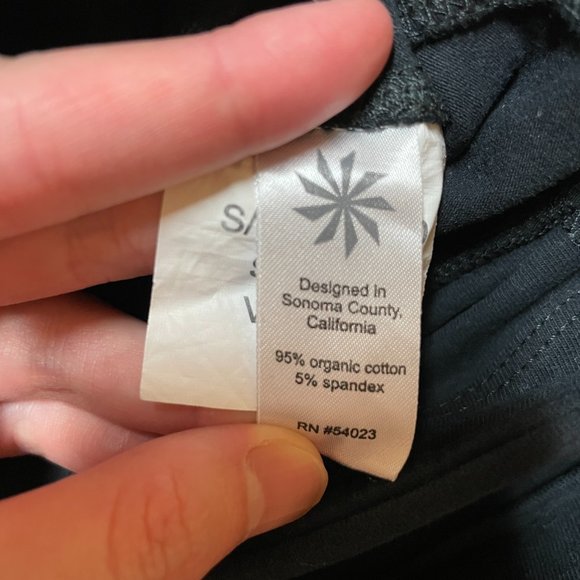 S/
Designed In
Sonoma County,
California
95% organic cotton
5% spandex
RN #54023